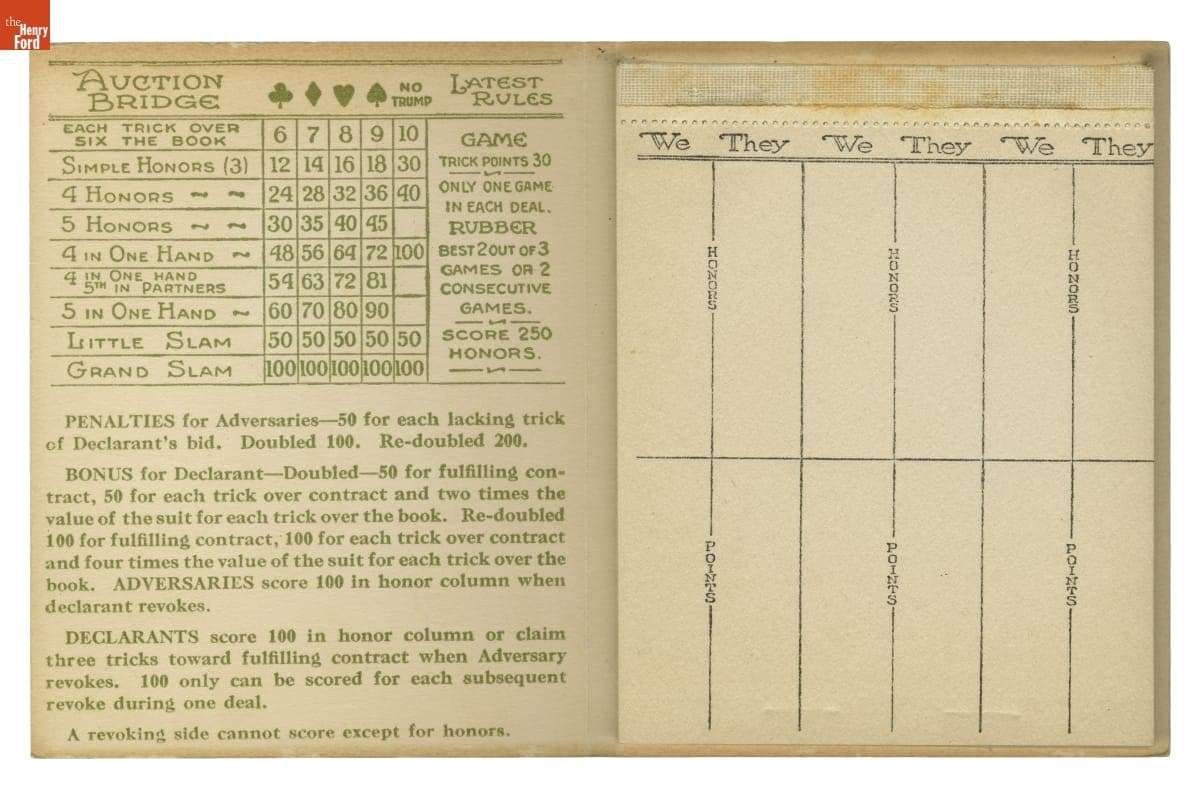 the Henry Ford
AUCTION BRIDGE ♣ ♦ ♥ ♠ NO TRUMP LATEST RULES
EACH TRICK OVER SIX THE BOOK 6 7 8 9 10
SIMPLE HONORS (3) 12 14 16 18 30
4 HONORS ~ ~ 24 28 32 36 40
5 HONORS ~ ~ 30 35 40 45
4 IN ONE HAND ~ 48 56 64 72 100
4 IN ONE HAND 5TH IN PARTNERS 54 63 72 81
5 IN ONE HAND ~ 60 70 80 90
LITTLE SLAM 50 50 50 50 50
GRAND SLAM 100 100 100 100 100
GAME
TRICK POINTS 30
ONLY ONE GAME
IN EACH DEAL.
RUBBER
BEST 2 OUT OF 3
GAMES OR 2
CONSECUTIVE
GAMES.
SCORE 250
HONORS.
PENALTIES for Adversaries—50 for each lacking trick
of Declarant's bid. Doubled 100. Re-doubled 200.
BONUS for Declarant—Doubled—50 for fulfilling con-
tract, 50 for each trick over contract and two times the
value of the suit for each trick over the book. Re-doubled
100 for fulfilling contract, 100 for each trick over contract
and four times the value of the suit for each trick over the
book. ADVERSARIES score 100 in honor column when
declarant revokes.
DECLARANTS score 100 in honor column or claim
three tricks toward fulfilling contract when Adversary
revokes. 100 only can be scored for each subsequent
revoke during one deal.
A revoking side cannot score except for honors.
We They We They We They
HONORS HONORS HONORS
POINTS POINTS POINTS